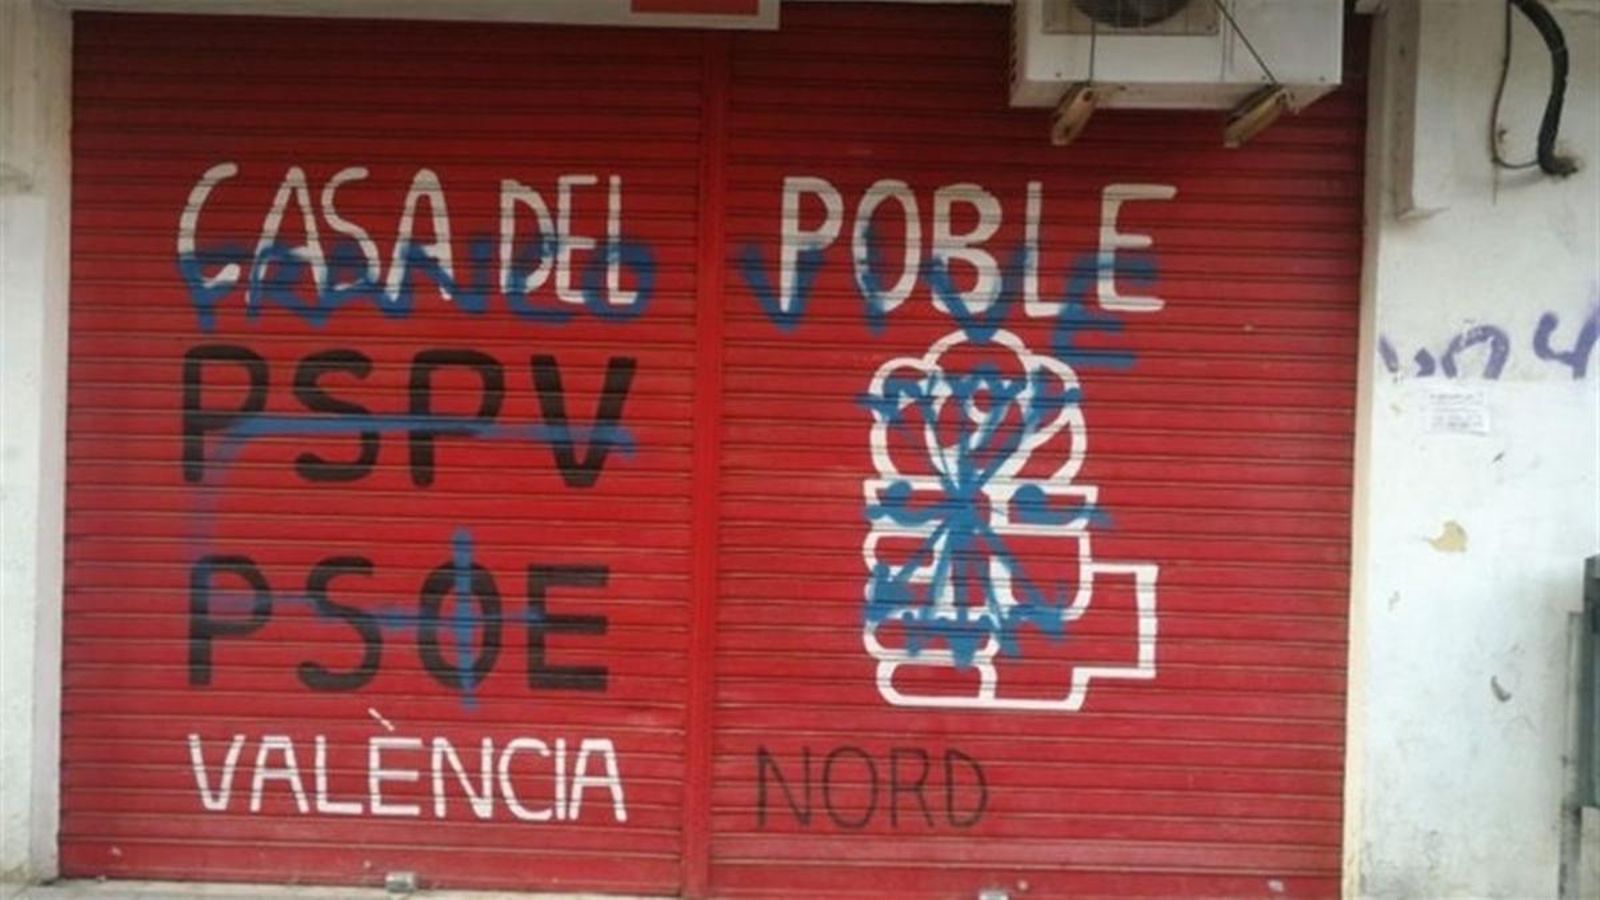 CASA DEL POBLE
FRANCO VIVE
PSPV
PSOE
VALÈNCIA NORD